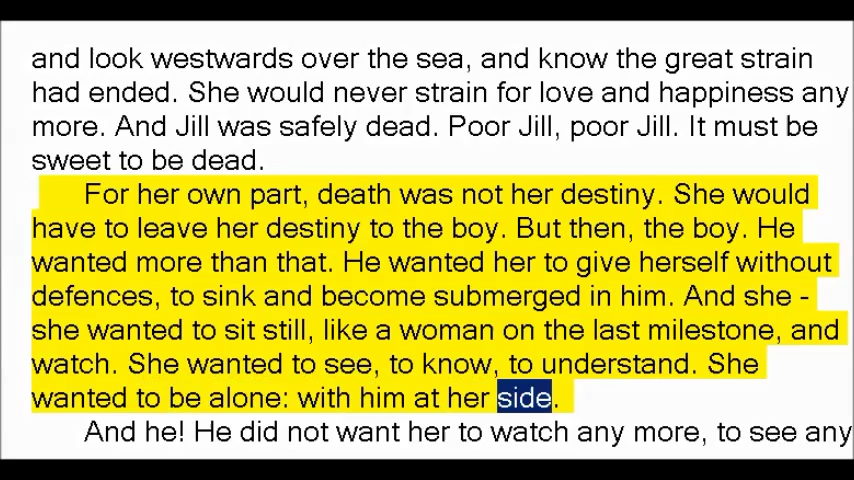 and look westwards over the sea, and know the great strain
had ended. She would never strain for love and happiness any
more. And Jill was safely dead. Poor Jill, poor Jill. It must be
sweet to be dead.
For her own part, death was not her destiny. She would
have to leave her destiny to the boy. But then, the boy. He
wanted more than that. He wanted her to give herself without
defences, to sink and become submerged in him. And she -
she wanted to sit still, like a woman on the last milestone, and
watch. She wanted to see, to know, to understand. She
wanted to be alone: with him at her side.
And he! He did not want her to watch any more, to see any